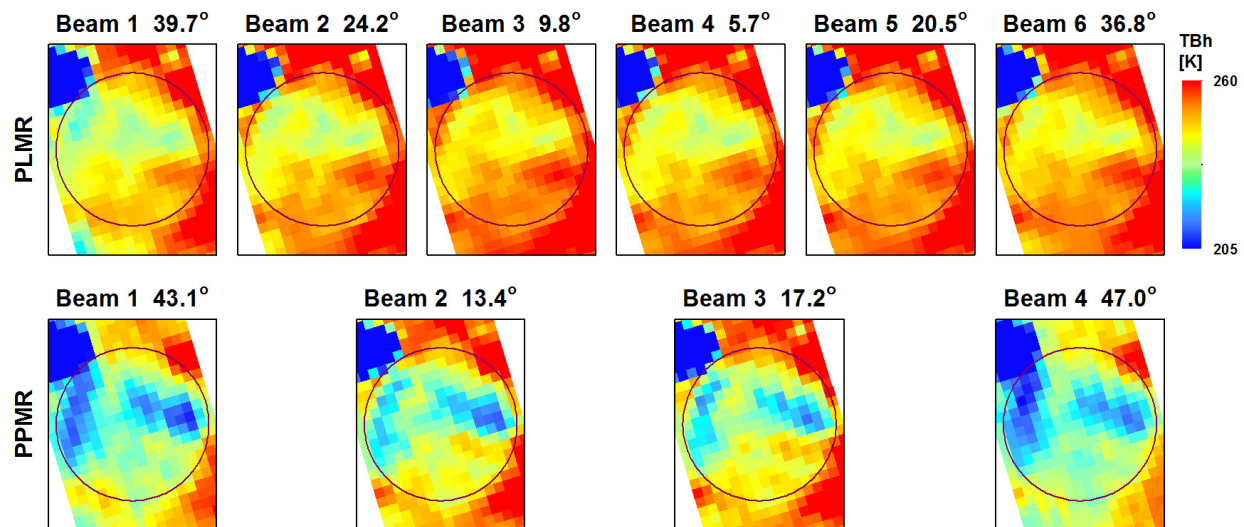 Beam 1 39.7°
Beam 2 24.2°
Beam 3 9.8°
Beam 4 5.7°
Beam 5 20.5°
Beam 6 36.8°
TBh
[K]
260
205
PLMR
Beam 1 43.1°
Beam 2 13.4°
Beam 3 17.2°
Beam 4 47.0°
PPMR